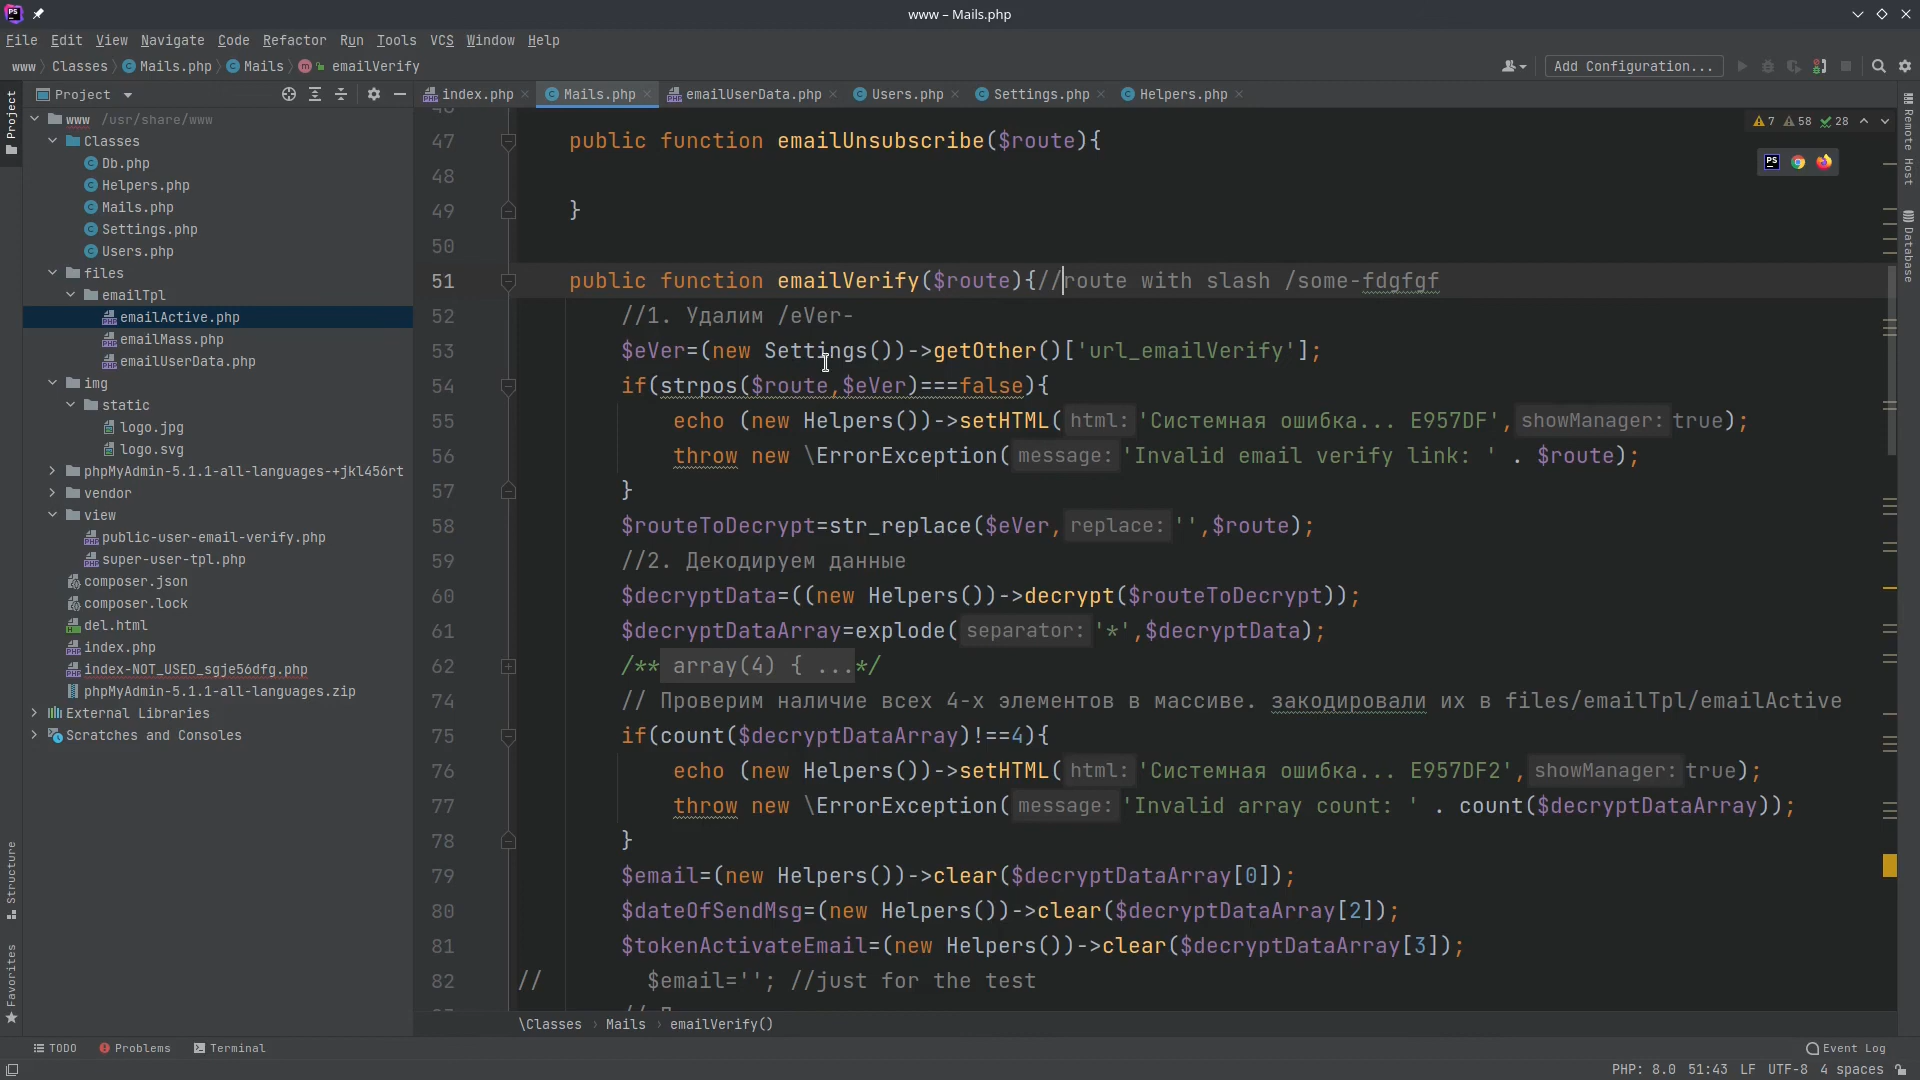 PS
www – Mails.php
File Edit View Navigate Code Refactor Run Tools VCS Window Help
www Classes Mails.php Mails m emailVerify
Add Configuration...
Project
index.php Mails.php emailUserData.php Users.php Settings.php Helpers.php
Project
Structure
Favorites
www /usr/share/www
Classes
Db.php
Helpers.php
Mails.php
Settings.php
Users.php
files
emailTpl
emailActive.php
emailMass.php
emailUserData.php
img
static
logo.jpg
logo.svg
phpMyAdmin-5.1.1-all-languages-+jkl456rt
vendor
view
public-user-email-verify.php
super-user-tpl.php
composer.json
composer.lock
del.html
index.php
index-NOT_USED_sgje56dfg.php
phpMyAdmin-5.1.1-all-languages.zip
External Libraries
Scratches and Consoles
7 58 28
PS
47 public function emailUnsubscribe($route){
48
49 }
50
51 public function emailVerify($route){//route with slash /some-fdgfgf
52 //1. Удалим /eVer-
53 $eVer=(new Settings())->getOther()['url_emailVerify'];
54 if(strpos($route,$eVer)===false){
55 echo (new Helpers())->setHTML( html: 'Системная ошибка... E957DF', showManager: true);
56 throw new \ErrorException( message: 'Invalid email verify link: ' . $route);
57 }
58 $routeToDecrypt=str_replace($eVer, replace: '',$route);
59 //2. Декодируем данные
60 $decryptData=((new Helpers())->decrypt($routeToDecrypt));
61 $decryptDataArray=explode( separator: '*',$decryptData);
62 /** array(4) { ...*/
74 // Проверим наличие всех 4-х элементов в массиве. закодировали их в files/emailTpl/emailActive
75 if(count($decryptDataArray)!==4){
76 echo (new Helpers())->setHTML( html: 'Системная ошибка... E957DF2', showManager: true);
77 throw new \ErrorException( message: 'Invalid array count: ' . count($decryptDataArray));
78 }
79 $email=(new Helpers())->clear($decryptDataArray[0]);
80 $dateOfSendMsg=(new Helpers())->clear($decryptDataArray[2]);
81 $tokenActivateEmail=(new Helpers())->clear($decryptDataArray[3]);
82 // $email=''; //just for the test
\Classes Mails emailVerify()
Remote Host
Database
TODO Problems Terminal Event Log
PHP: 8.0 51:43 LF UTF-8 4 spaces